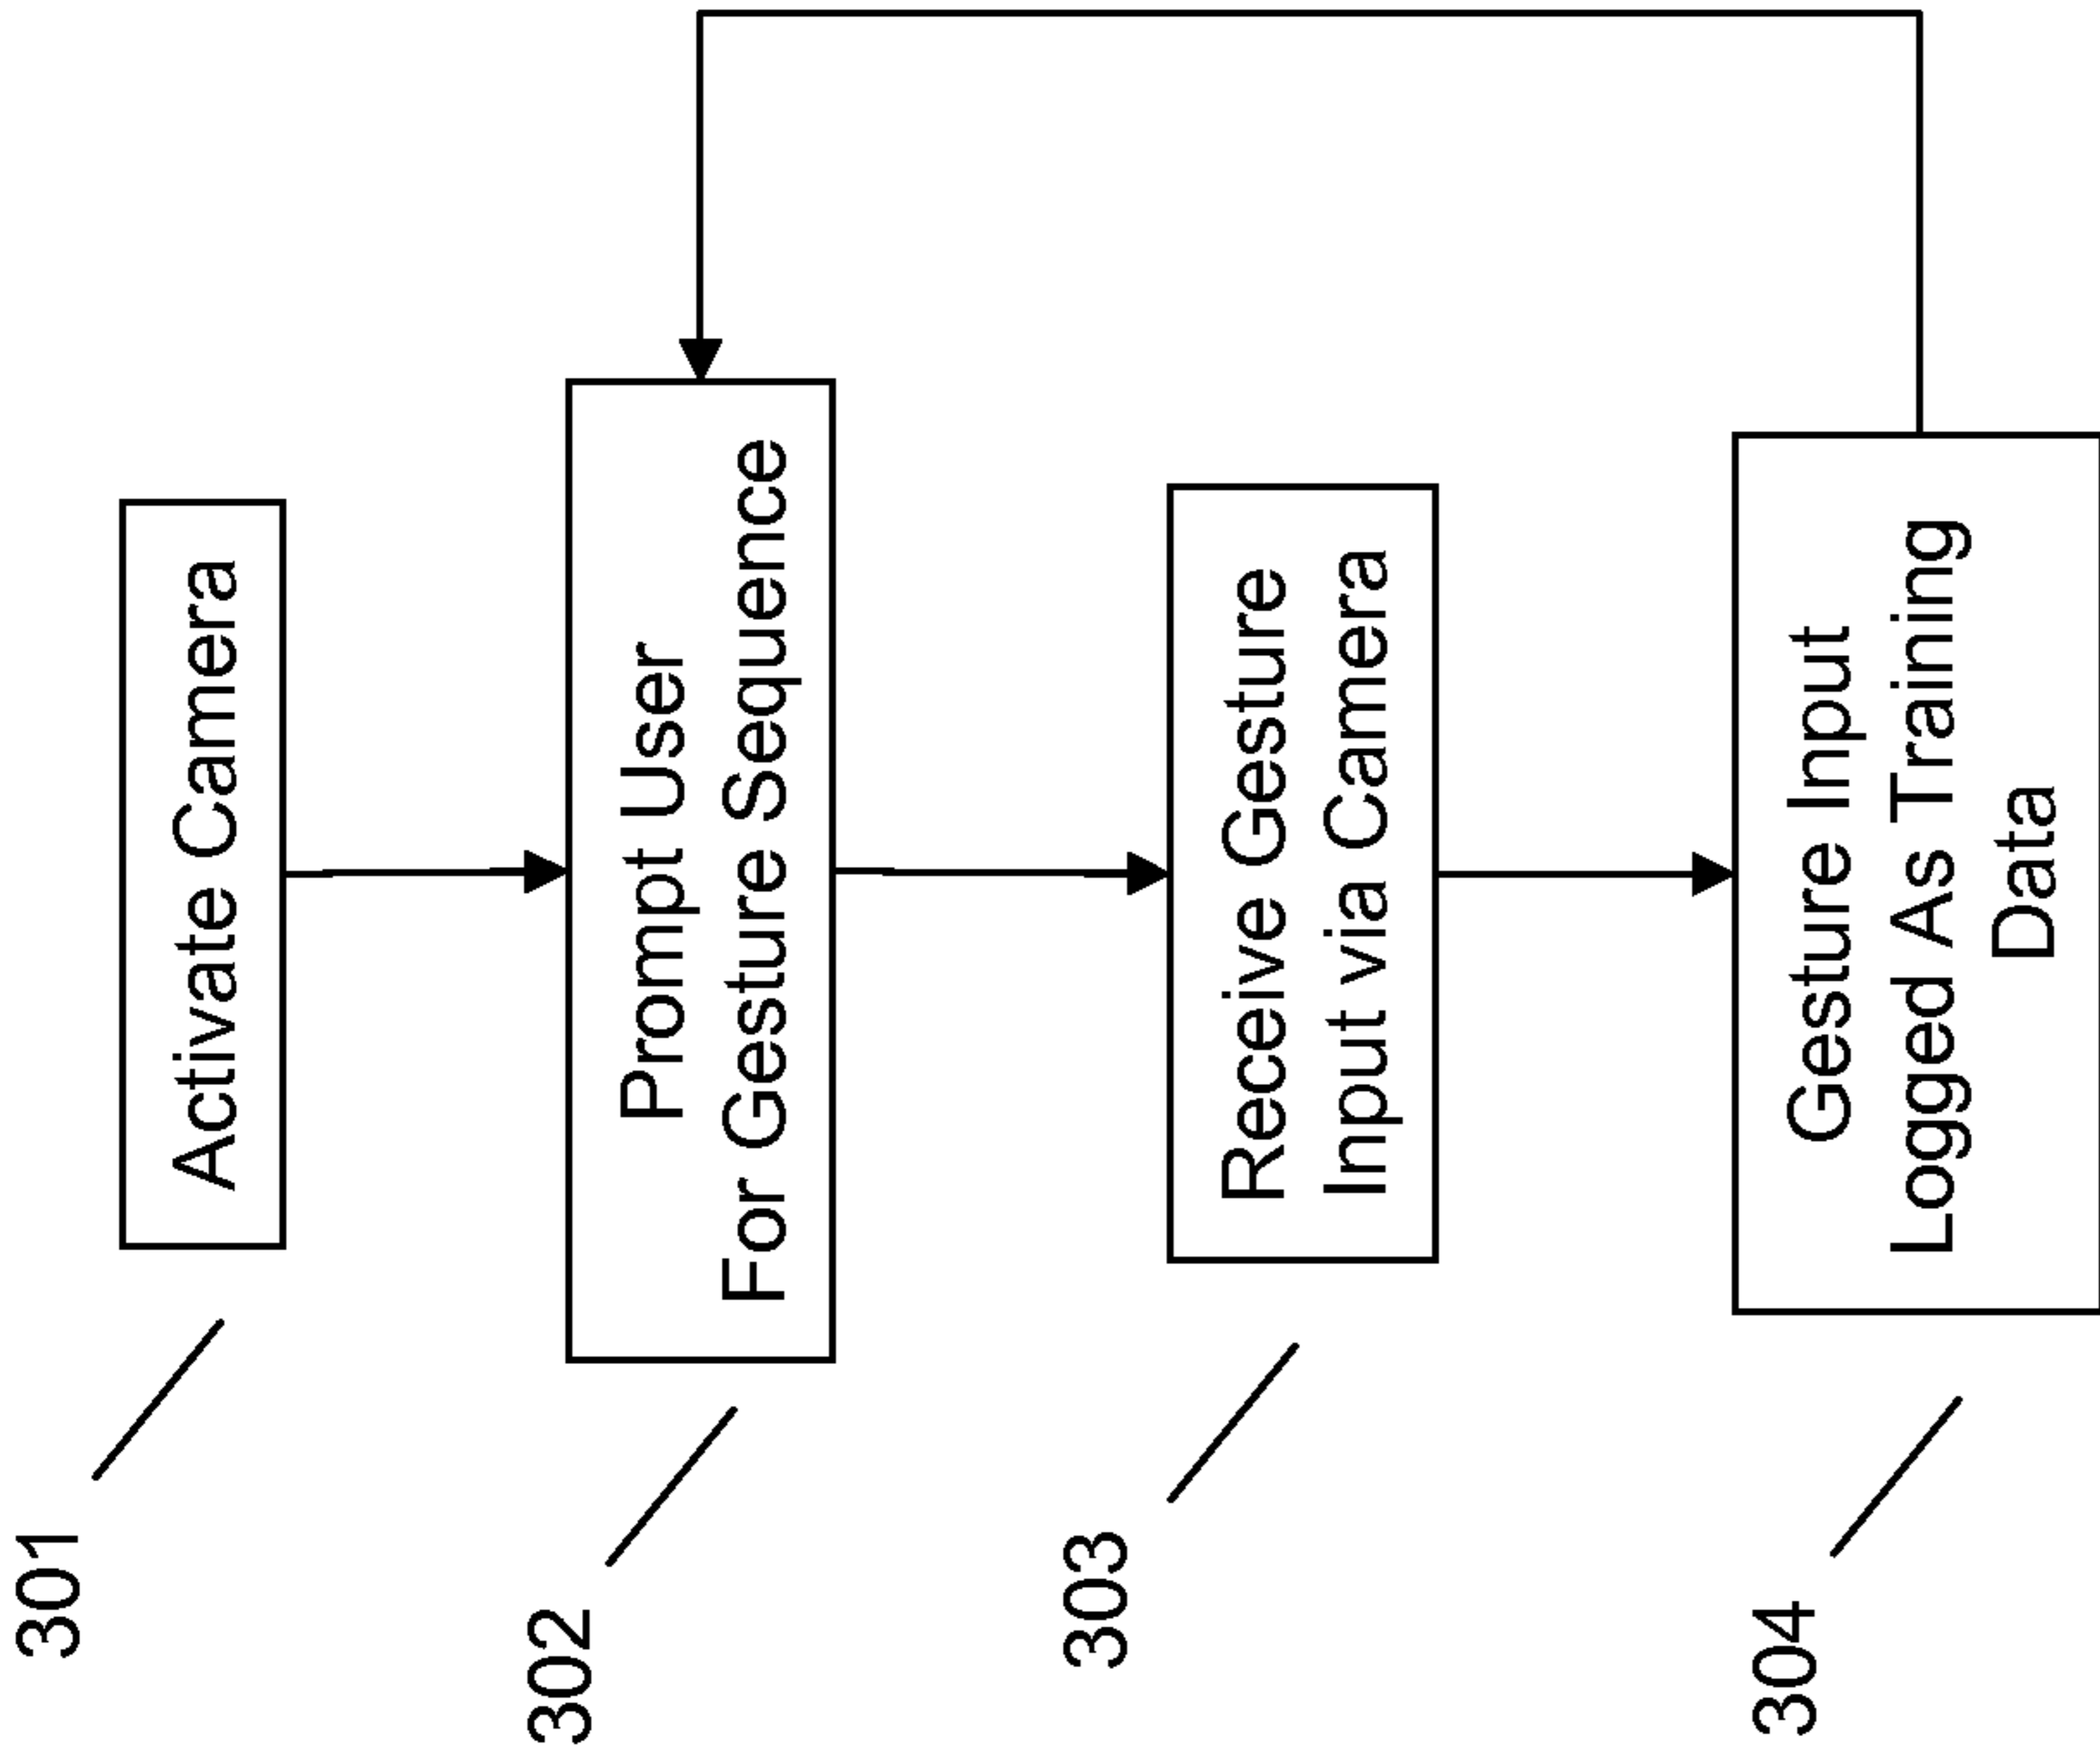 301
Activate Camera
302
Prompt User
For Gesture Sequence
303
Receive Gesture
Input via Camera
304
Gesture Input
Logged As Training
Data